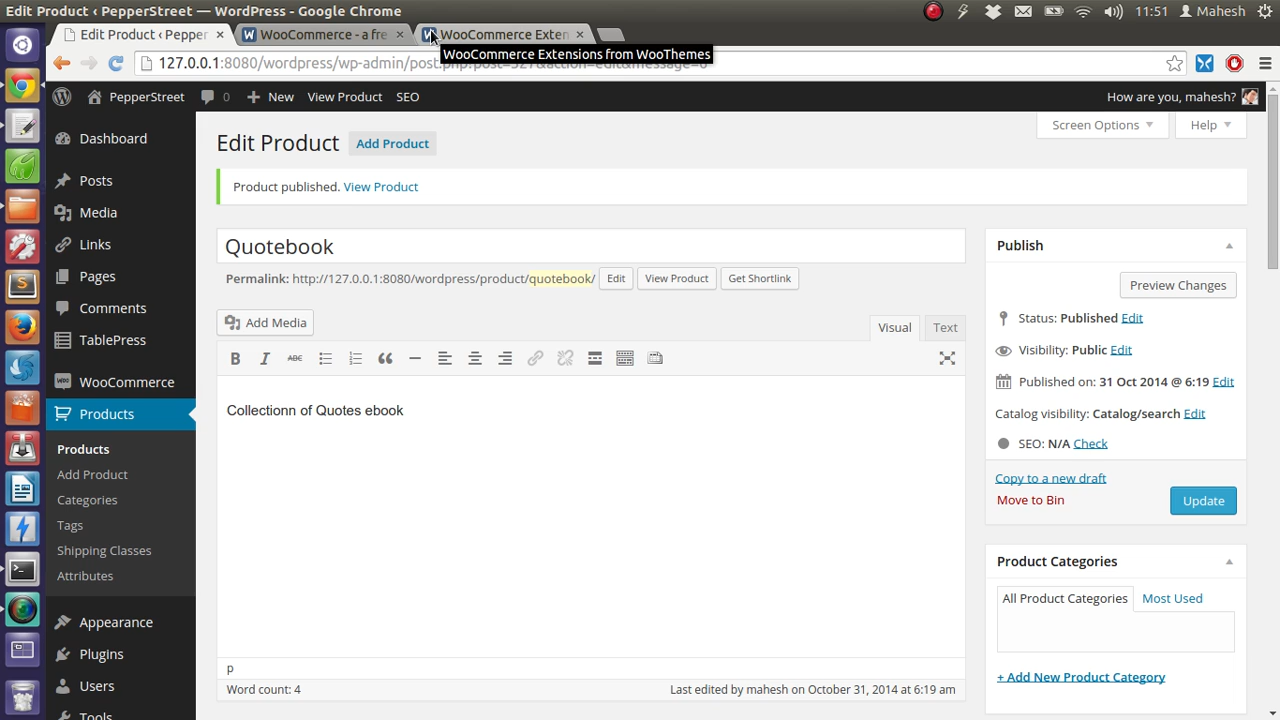 Edit Product ‹ PepperStreet — WordPress - Google Chrome
11:51
Mahesh
Edit Product ‹ Pepper ×
WooCommerce - a fre ×
WooCommerce Exten ×
WooCommerce Extensions from WooThemes
127.0.0.1:8080/wordpress/wp-admin/post.php?post=527&action=edit&message=6
PepperStreet
0
New
View Product
SEO
How are you, mahesh?
Dashboard
Posts
Media
Links
Pages
Comments
TablePress
WooCommerce
Products
Products
Add Product
Categories
Tags
Shipping Classes
Attributes
Appearance
Plugins
Users
Tools
Screen Options
Help
Edit Product
Add Product
Product published. View Product
Quotebook
Permalink: http://127.0.0.1:8080/wordpress/product/quotebook/ Edit View Product Get Shortlink
Add Media
Visual
Text
B I ABC
Collectionn of Quotes ebook
p
Word count: 4
Last edited by mahesh on October 31, 2014 at 6:19 am
Publish
Preview Changes
Status: Published Edit
Visibility: Public Edit
Published on: 31 Oct 2014 @ 6:19 Edit
Catalog visibility: Catalog/search Edit
SEO: N/A Check
Copy to a new draft
Move to Bin
Update
Product Categories
All Product Categories
Most Used
+ Add New Product Category